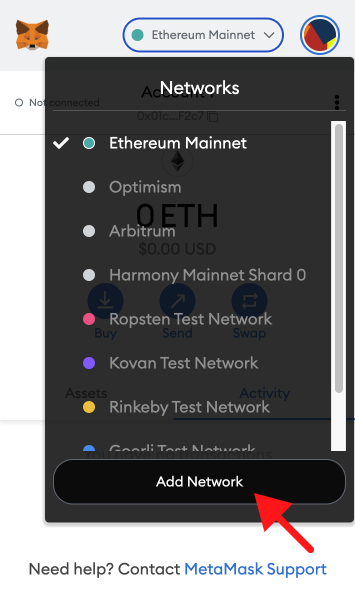 Ethereum Mainnet
Networks
Not connected
Account
0x01c...F2c7
Ethereum Mainnet
Optimism
0 ETH
Arbitrum
$0.00 USD
Harmony Mainnet Shard 0
Ropsten Test Network
Buy
Send
Swap
Kovan Test Network
Assets
Activity
Rinkeby Test Network
Goerli Test Network
Add Network
Need help? Contact MetaMask Support